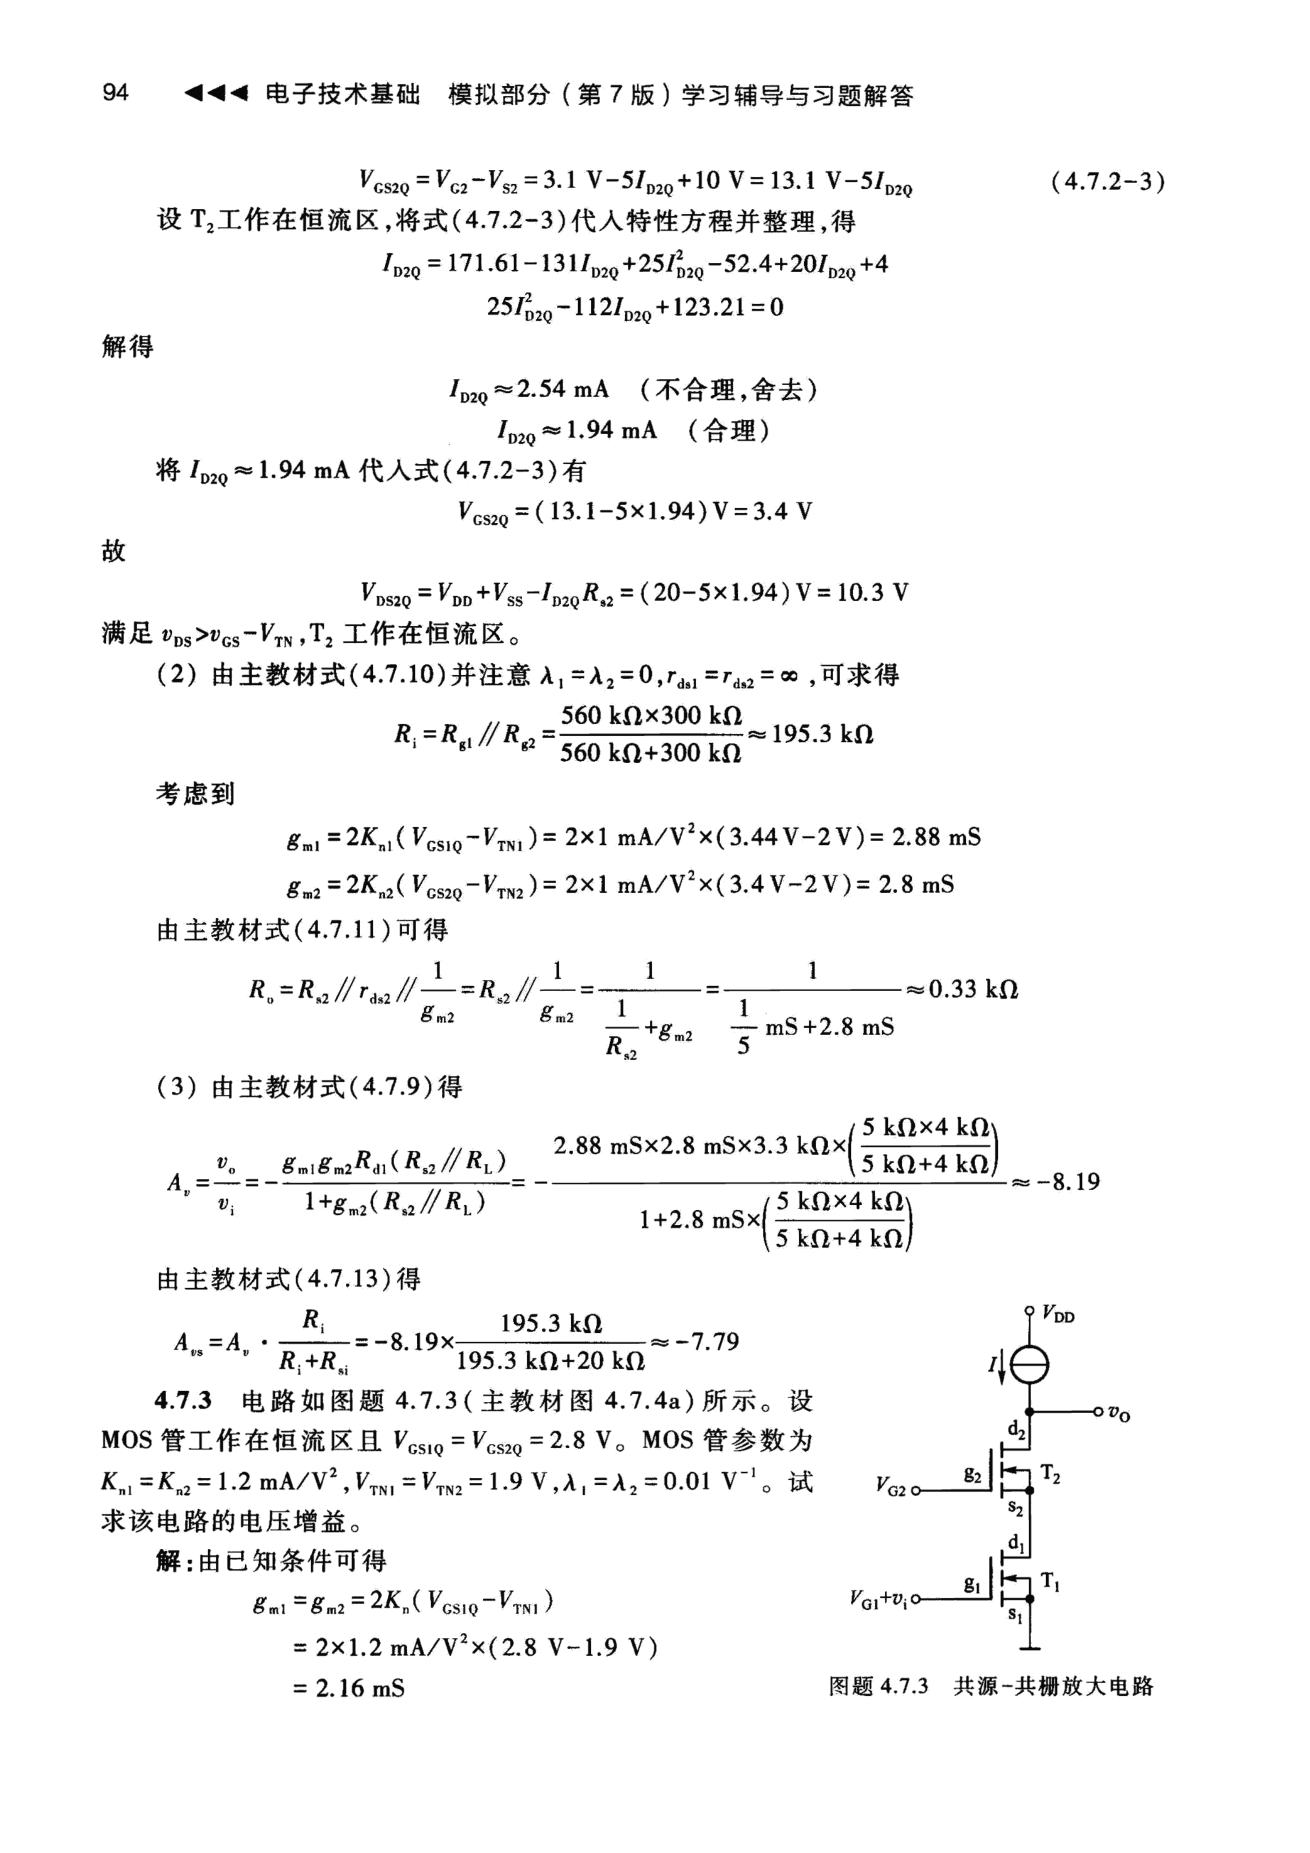 94 ◀◀◀ 电子技术基础 模拟部分(第7版)学习辅导与习题解答
V_GS2Q = V_G2 - V_S2 = 3.1 V - 5I_D2Q + 10 V = 13.1 V - 5I_D2Q (4.7.2-3)
设 T₂工作在恒流区,将式(4.7.2-3)代入特性方程并整理,得
I_D2Q = 171.61 - 131I_D2Q + 25I²_D2Q - 52.4 + 20I_D2Q + 4
25I²_D2Q - 112I_D2Q + 123.21 = 0
解得
I_D2Q ≈ 2.54 mA (不合理,舍去)
I_D2Q ≈ 1.94 mA (合理)
将 I_D2Q ≈ 1.94 mA 代入式(4.7.2-3)有
V_GS2Q = (13.1 - 5×1.94) V = 3.4 V
故
V_DS2Q = V_DD + V_SS - I_D2Q R_s2 = (20 - 5×1.94) V = 10.3 V
满足 v_DS > v_GS - V_TN ,T₂ 工作在恒流区。
(2) 由主教材式(4.7.10)并注意 λ₁ = λ₂ = 0, r_ds1 = r_ds2 = ∞ ,可求得
R_i = R_g1 // R_g2 = (560 kΩ×300 kΩ)/(560 kΩ+300 kΩ) ≈ 195.3 kΩ
考虑到
g_m1 = 2K_n1(V_GS1Q - V_TN1) = 2×1 mA/V²×(3.44 V - 2 V) = 2.88 mS
g_m2 = 2K_n2(V_GS2Q - V_TN2) = 2×1 mA/V²×(3.4 V - 2 V) = 2.8 mS
由主教材式(4.7.11)可得
R_o = R_s2 // r_ds2 // 1/g_m2 = R_s2 // 1/g_m2 = 1/(1/R_s2 + g_m2) = 1/(1/5 mS + 2.8 mS) ≈ 0.33 kΩ
(3) 由主教材式(4.7.9)得
A_v = v_o/v_i = - g_m1 g_m2 R_d1(R_s2 // R_L)/(1 + g_m2(R_s2 // R_L)) = - (2.88 mS×2.8 mS×3.3 kΩ×((5 kΩ×4 kΩ)/(5 kΩ+4 kΩ)))/(1+2.8 mS×((5 kΩ×4 kΩ)/(5 kΩ+4 kΩ))) ≈ -8.19
由主教材式(4.7.13)得
A_vs = A_v · R_i/(R_i + R_si) = -8.19× 195.3 kΩ/(195.3 kΩ+20 kΩ) ≈ -7.79
4.7.3 电路如图题 4.7.3(主教材图 4.7.4a)所示。设
MOS 管工作在恒流区且 V_GS1Q = V_GS2Q = 2.8 V。MOS 管参数为
K_n1 = K_n2 = 1.2 mA/V², V_TN1 = V_TN2 = 1.9 V, λ₁ = λ₂ = 0.01 V⁻¹。试
求该电路的电压增益。
解:由已知条件可得
g_m1 = g_m2 = 2K_n(V_GS1Q - V_TN1)
= 2×1.2 mA/V²×(2.8 V - 1.9 V)
= 2.16 mS
V_DD
I
v_O
d₂
g₂
T₂
V_G2
s₂
d₁
g₁
T₁
V_G1+v_i
s₁
图题 4.7.3 共源-共栅放大电路